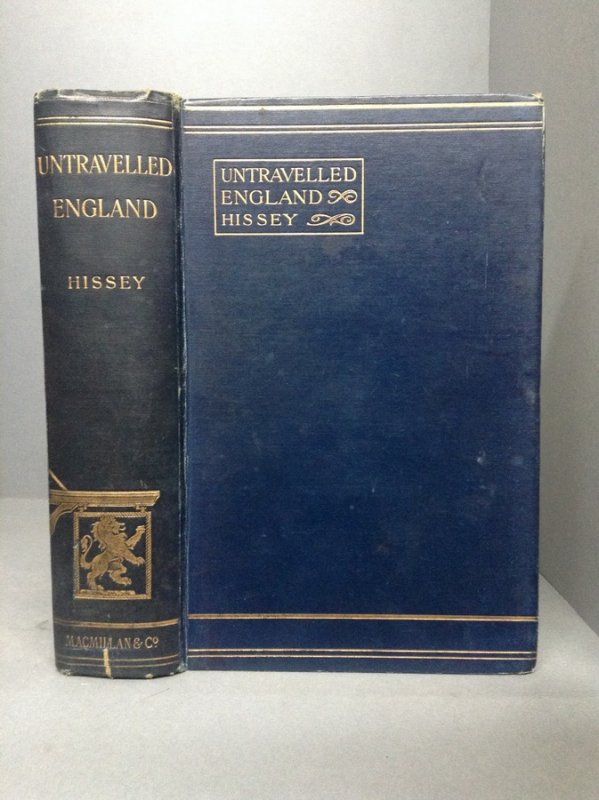 UNTRAVELLED
ENGLAND
HISSEY
MACMILLAN & Co
UNTRAVELLED
ENGLAND
HISSEY